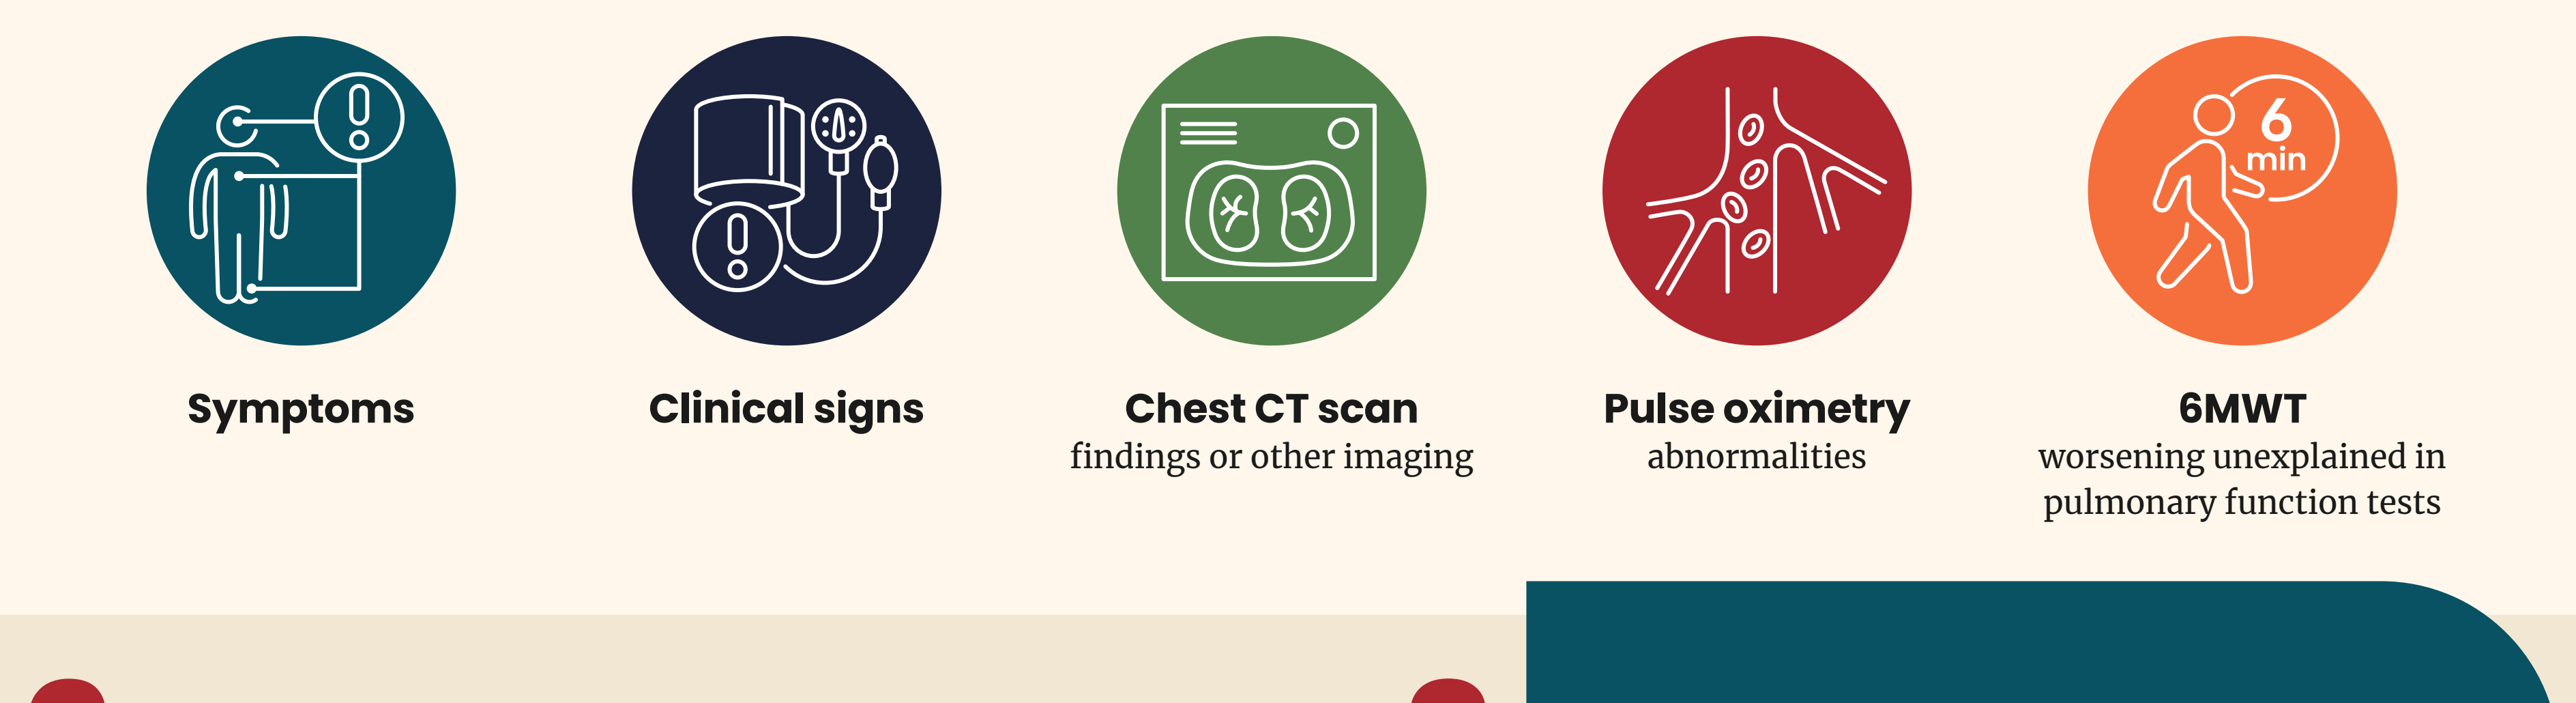 6
min
Symptoms
Clinical signs
Chest CT scan
findings or other imaging
Pulse oximetry
abnormalities
6MWT
worsening unexplained in
pulmonary function tests